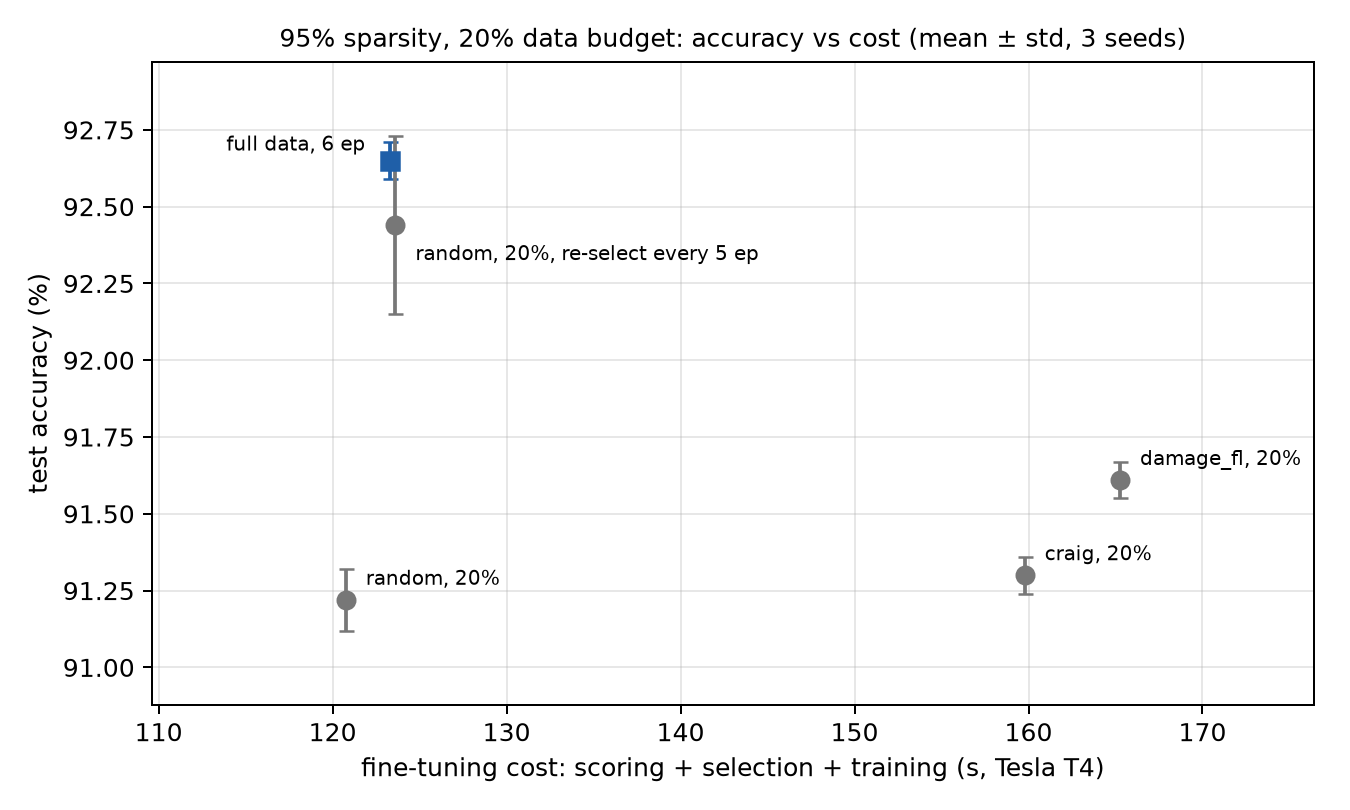 95% sparsity, 20% data budget: accuracy vs cost (mean ± std, 3 seeds)
test accuracy (%)
92.75
92.50
92.25
92.00
91.75
91.50
91.25
91.00
full data, 6 ep
random, 20%, re-select every 5 ep
damage_fl, 20%
craig, 20%
random, 20%
110 120 130 140 150 160 170
fine-tuning cost: scoring + selection + training (s, Tesla T4)